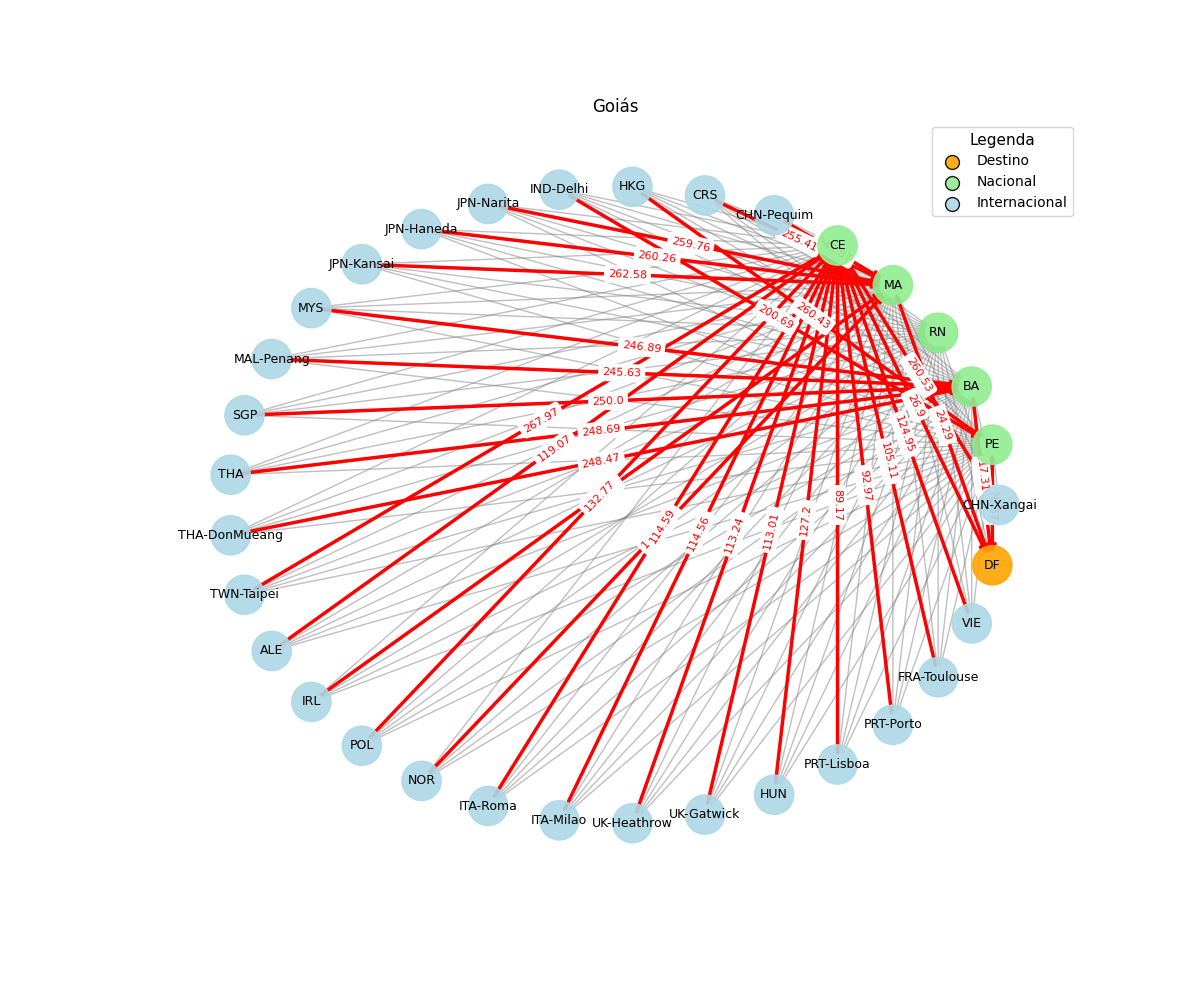 Goiás
Legenda
Destino
Nacional
Internacional
IND-Delhi
HKG
CRS
JPN-Narita
CHN-Pequim
JPN-Haneda
CE
JPN-Kansai
MA
MYS
RN
MAL-Penang
BA
SGP
PE
THA
CHN-Xangai
THA-DonMueang
DF
TWN-Taipei
VIE
ALE
FRA-Toulouse
IRL
PRT-Porto
POL
PRT-Lisboa
NOR
HUN
ITA-Roma
ITA-Milao
UK-Heathrow
UK-Gatwick
255.41
259.76
260.26
262.58
200.69
260.43
246.89
245.63
250.0
248.69
248.47
267.97
119.07
132.77
114.59
114.56
113.24
113.01
127.2
89.17
92.97
105.11
124.95
26.9
24.29
260.53
17.31